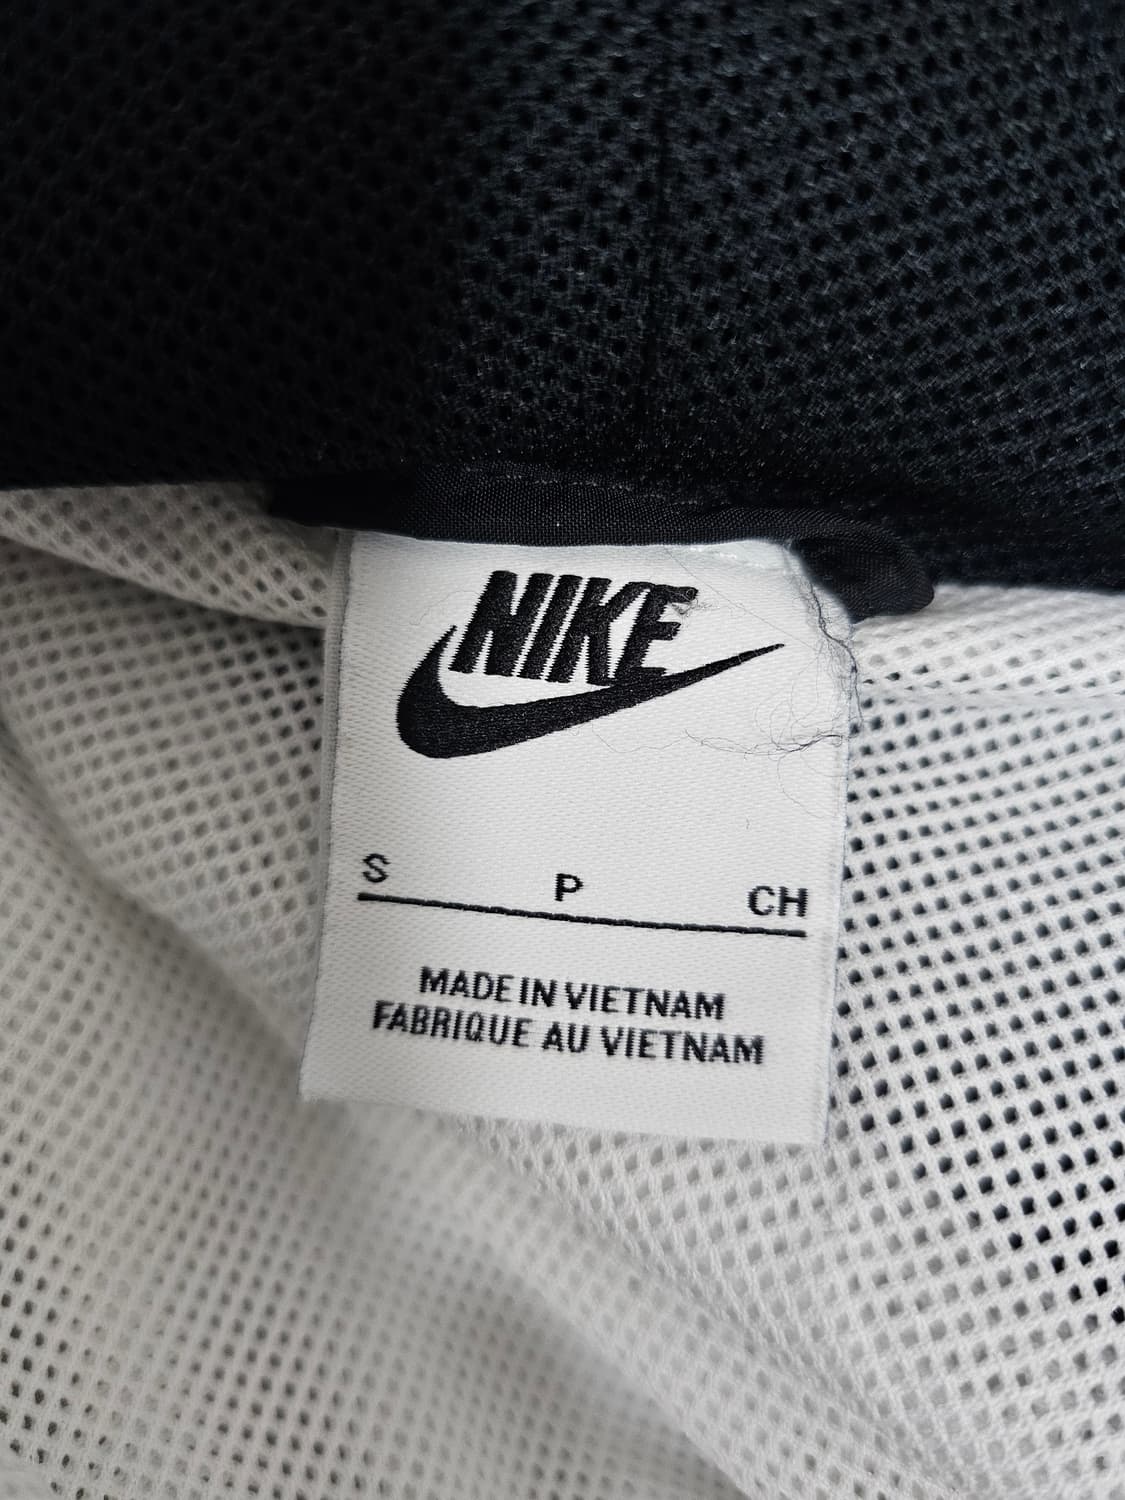 NIKE
S P CH
MADE IN VIETNAM
FABRIQUE AU VIETNAM